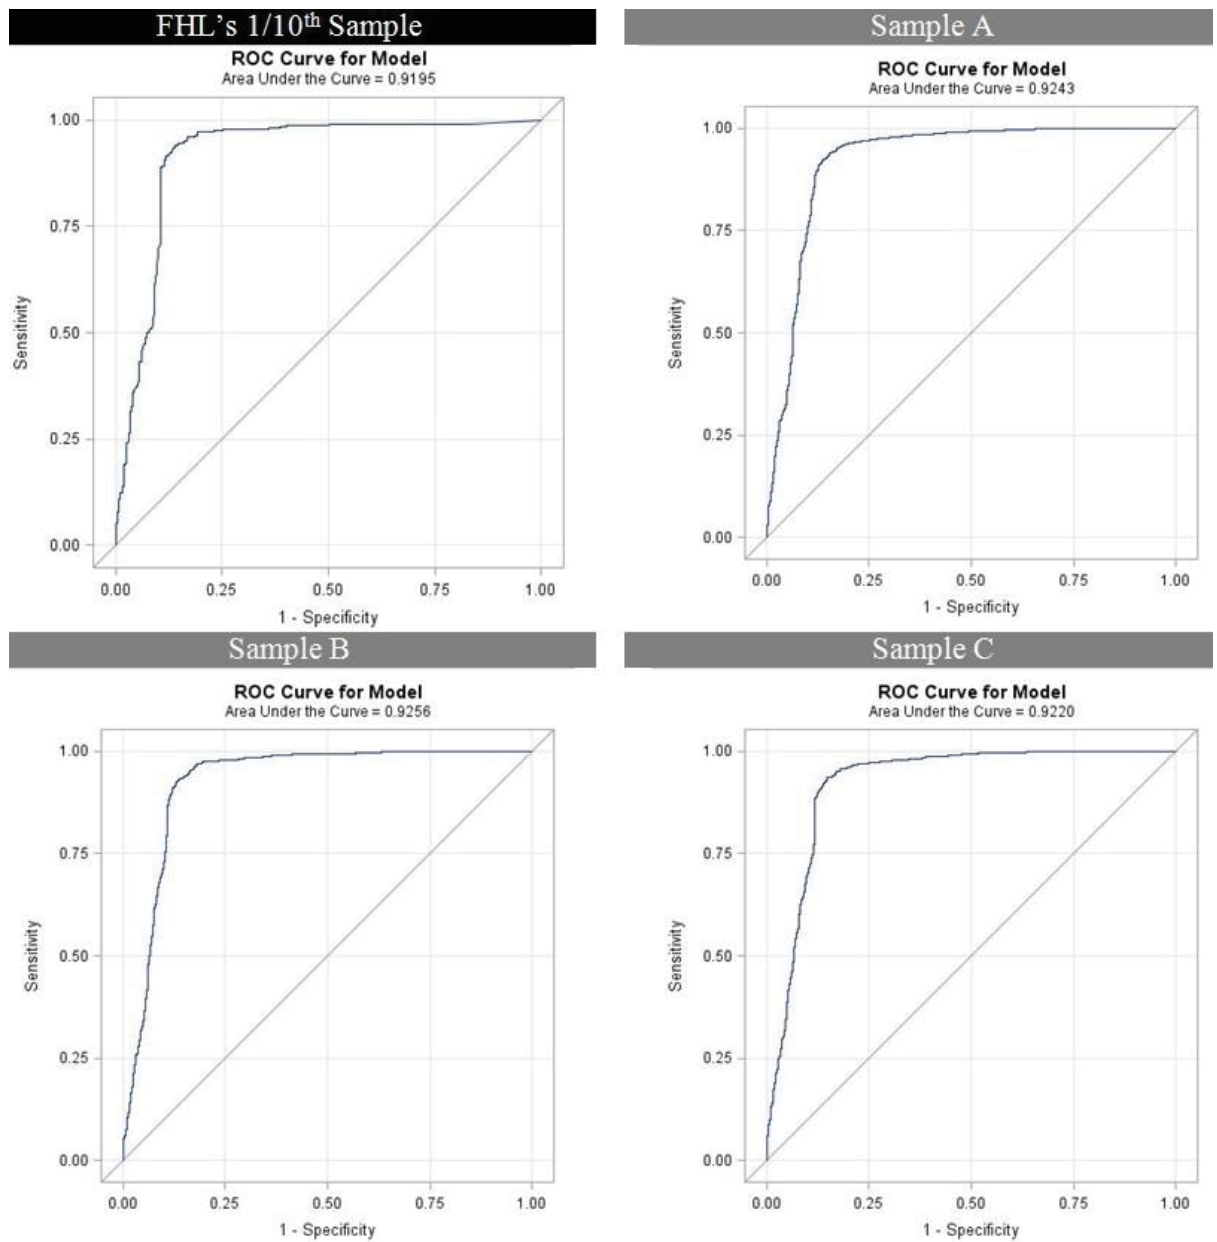 FHL's 1/10th Sample
ROC Curve for Model
Area Under the Curve = 0.9195
1.00
0.75
0.50
0.25
0.00
Sensitivity
0.00 0.25 0.50 0.75 1.00
1 - Specificity
Sample A
ROC Curve for Model
Area Under the Curve = 0.9243
1.00
0.75
0.50
0.25
0.00
Sensitivity
0.00 0.25 0.50 0.75 1.00
1 - Specificity
Sample B
ROC Curve for Model
Area Under the Curve = 0.9256
1.00
0.75
0.50
0.25
0.00
Sensitivity
0.00 0.25 0.50 0.75 1.00
1 - Specificity
Sample C
ROC Curve for Model
Area Under the Curve = 0.9220
1.00
0.75
0.50
0.25
0.00
Sensitivity
0.00 0.25 0.50 0.75 1.00
1 - Specificity